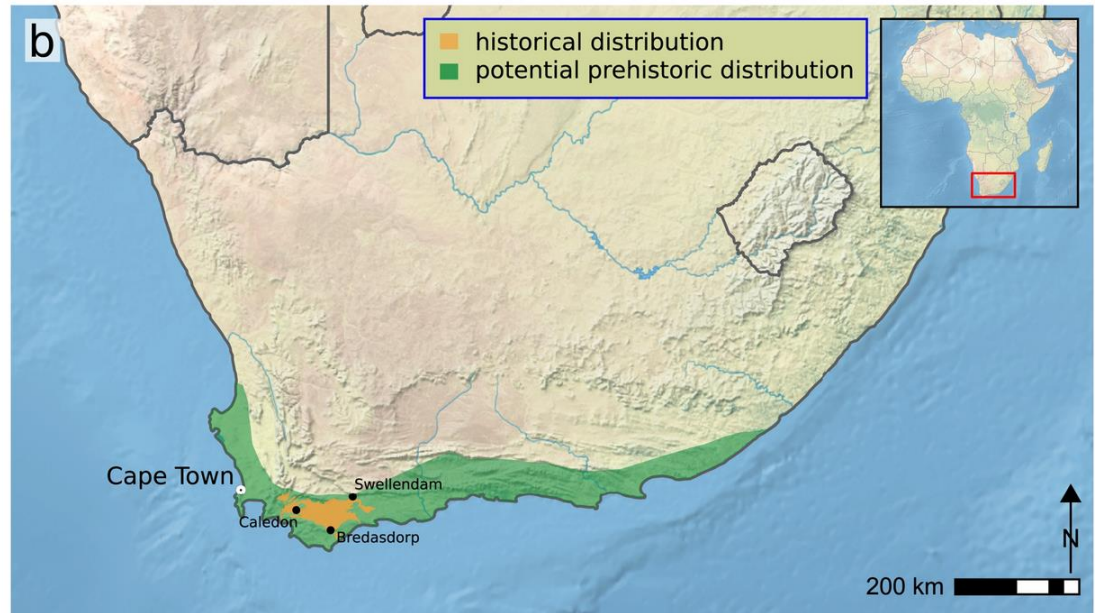 b
historical distribution
potential prehistoric distribution
Cape Town
Swellendam
Caledon
Bredasdorp
N
200 km